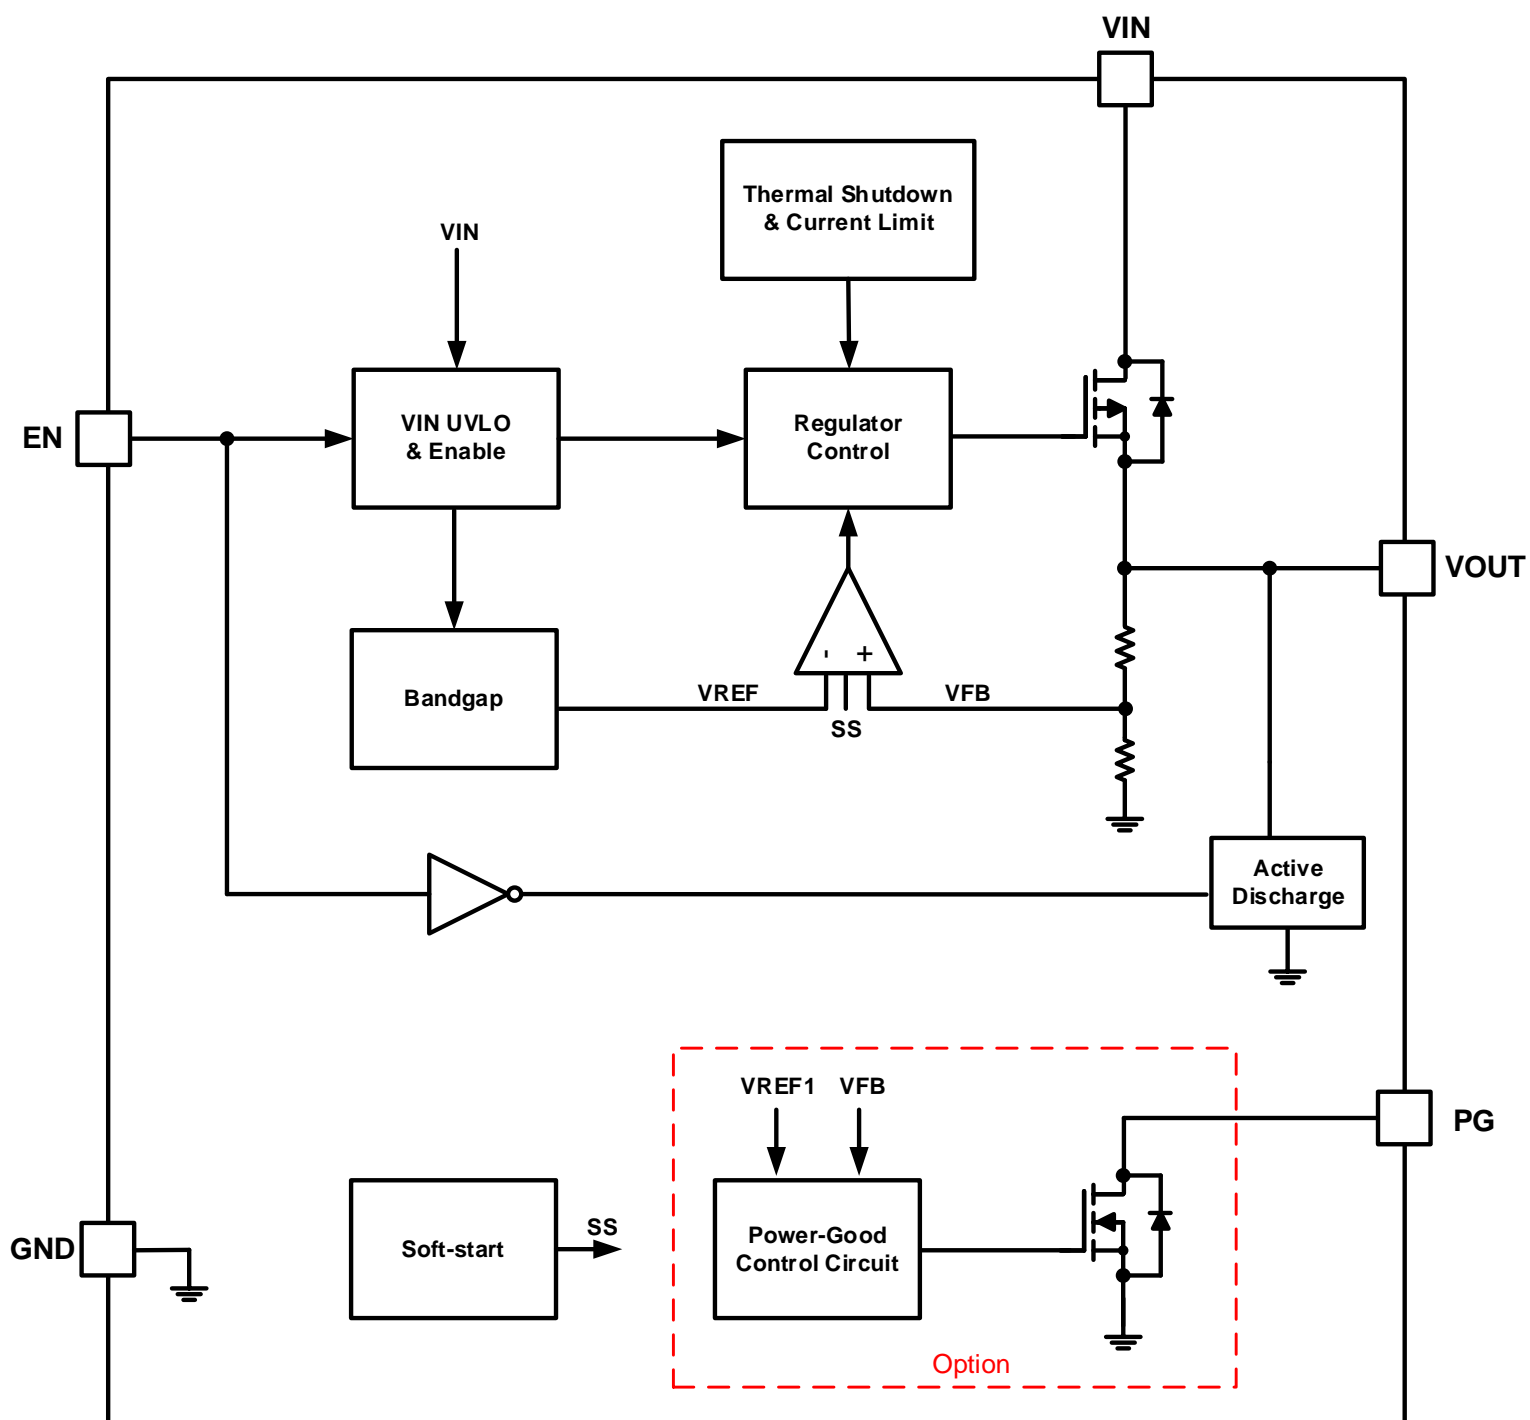 VIN
Thermal Shutdown
& Current Limit
VIN
EN
VIN UVLO
& Enable
Regulator
Control
VOUT
- +
Bandgap
VREF
SS
VFB
Active
Discharge
VREF1
VFB
PG
GND
Soft-start
SS
Power-Good
Control Circuit
Option